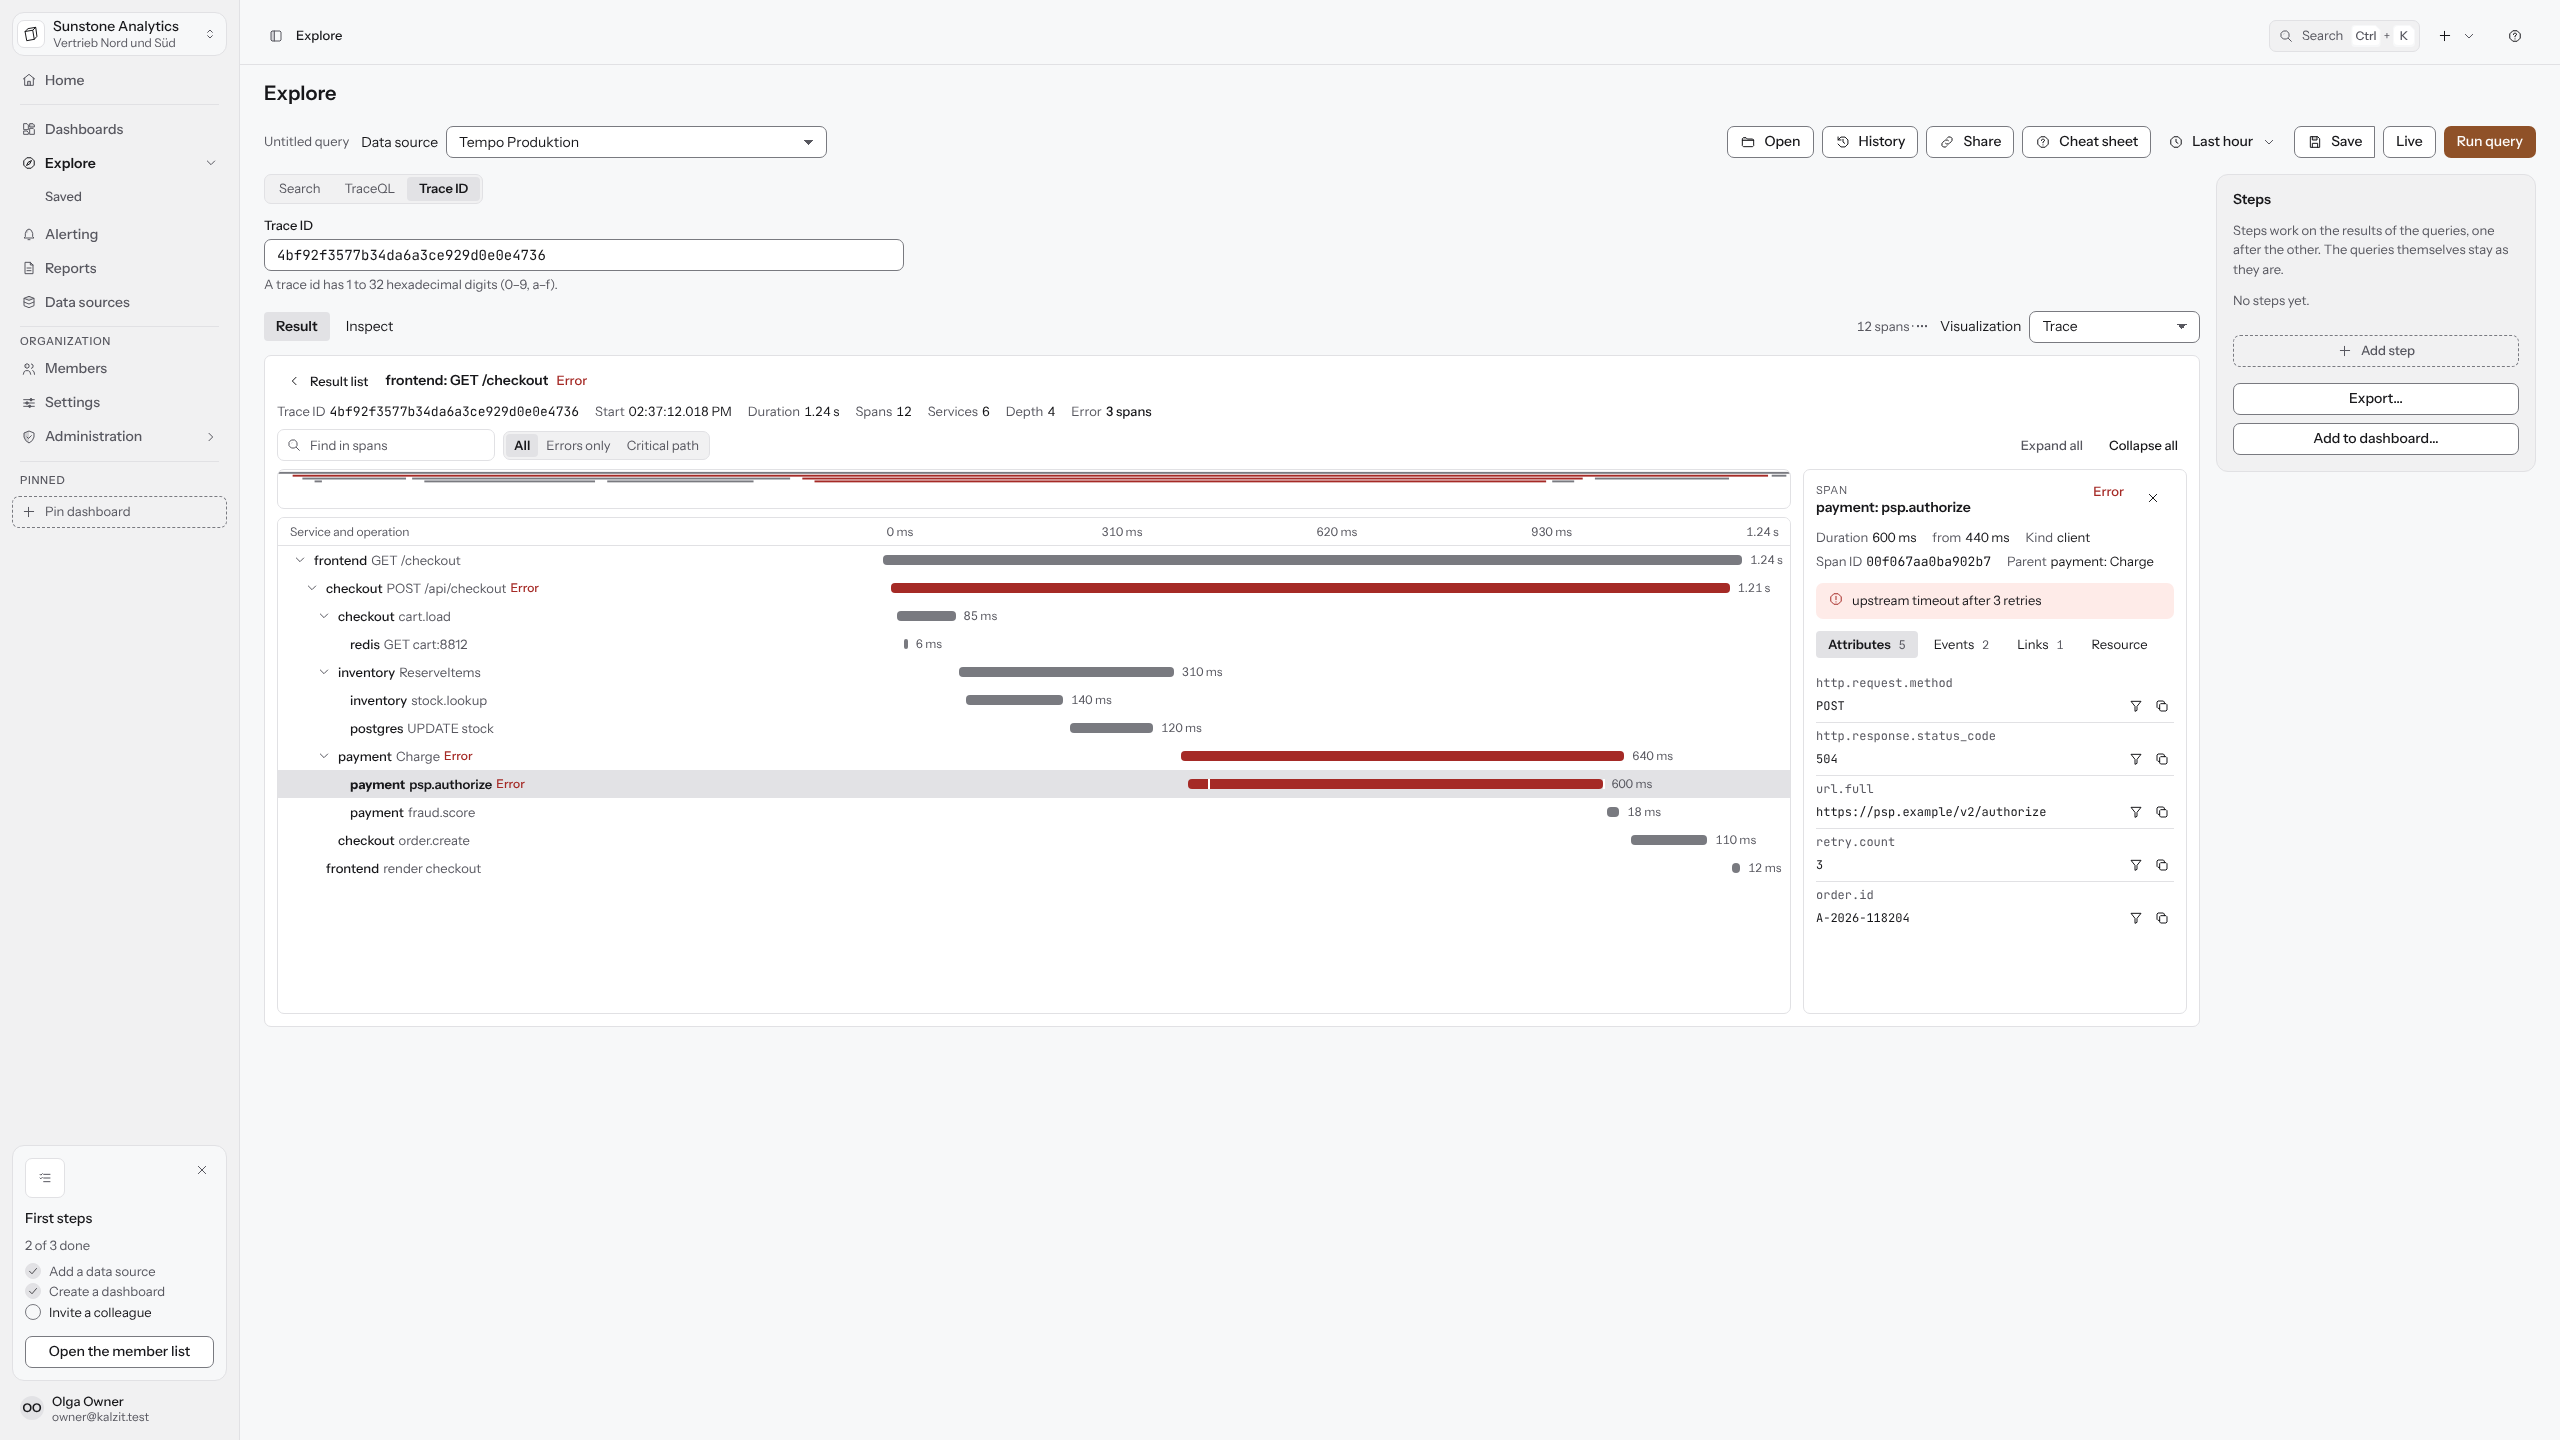 Sunstone Analytics
Vertrieb Nord und Süd
Home
Dashboards
Explore
Saved
Alerting
Reports
Data sources
ORGANIZATION
Members
Settings
Administration
PINNED
Pin dashboard
First steps
2 of 3 done
Add a data source
Create a dashboard
Invite a colleague
Open the member list
OO
Olga Owner
owner@kalzit.test
Explore
Search Ctrl + K
Explore
Untitled query Data source Tempo Produktion
Open History Share Cheat sheet Last hour Save Live Run query
Search TraceQL Trace ID
Trace ID
4bf92f3577b34da6a3ce929d0e0e4736
A trace id has 1 to 32 hexadecimal digits (0–9, a–f).
Result Inspect
12 spans · ··· Visualization Trace
Result list frontend: GET /checkout Error
Trace ID 4bf92f3577b34da6a3ce929d0e0e4736 Start 02:37:12.018 PM Duration 1.24 s Spans 12 Services 6 Depth 4 Error 3 spans
Find in spans All Errors only Critical path
Expand all Collapse all
Service and operation 0 ms 310 ms 620 ms 930 ms 1.24 s
frontend GET /checkout 1.24 s
checkout POST /api/checkout Error 1.21 s
checkout cart.load 85 ms
redis GET cart:8812 6 ms
inventory ReserveItems 310 ms
inventory stock.lookup 140 ms
postgres UPDATE stock 120 ms
payment Charge Error 640 ms
payment psp.authorize Error 600 ms
payment fraud.score 18 ms
checkout order.create 110 ms
frontend render checkout 12 ms
SPAN
payment: psp.authorize
Error
Duration 600 ms from 440 ms Kind client
Span ID 00f067aa0ba902b7 Parent payment: Charge
upstream timeout after 3 retries
Attributes 5 Events 2 Links 1 Resource
http.request.method
POST
http.response.status_code
504
url.full
https://psp.example/v2/authorize
retry.count
3
order.id
A-2026-118204
Steps
Steps work on the results of the queries, one
after the other. The queries themselves stay as
they are.
No steps yet.
Add step
Export...
Add to dashboard...